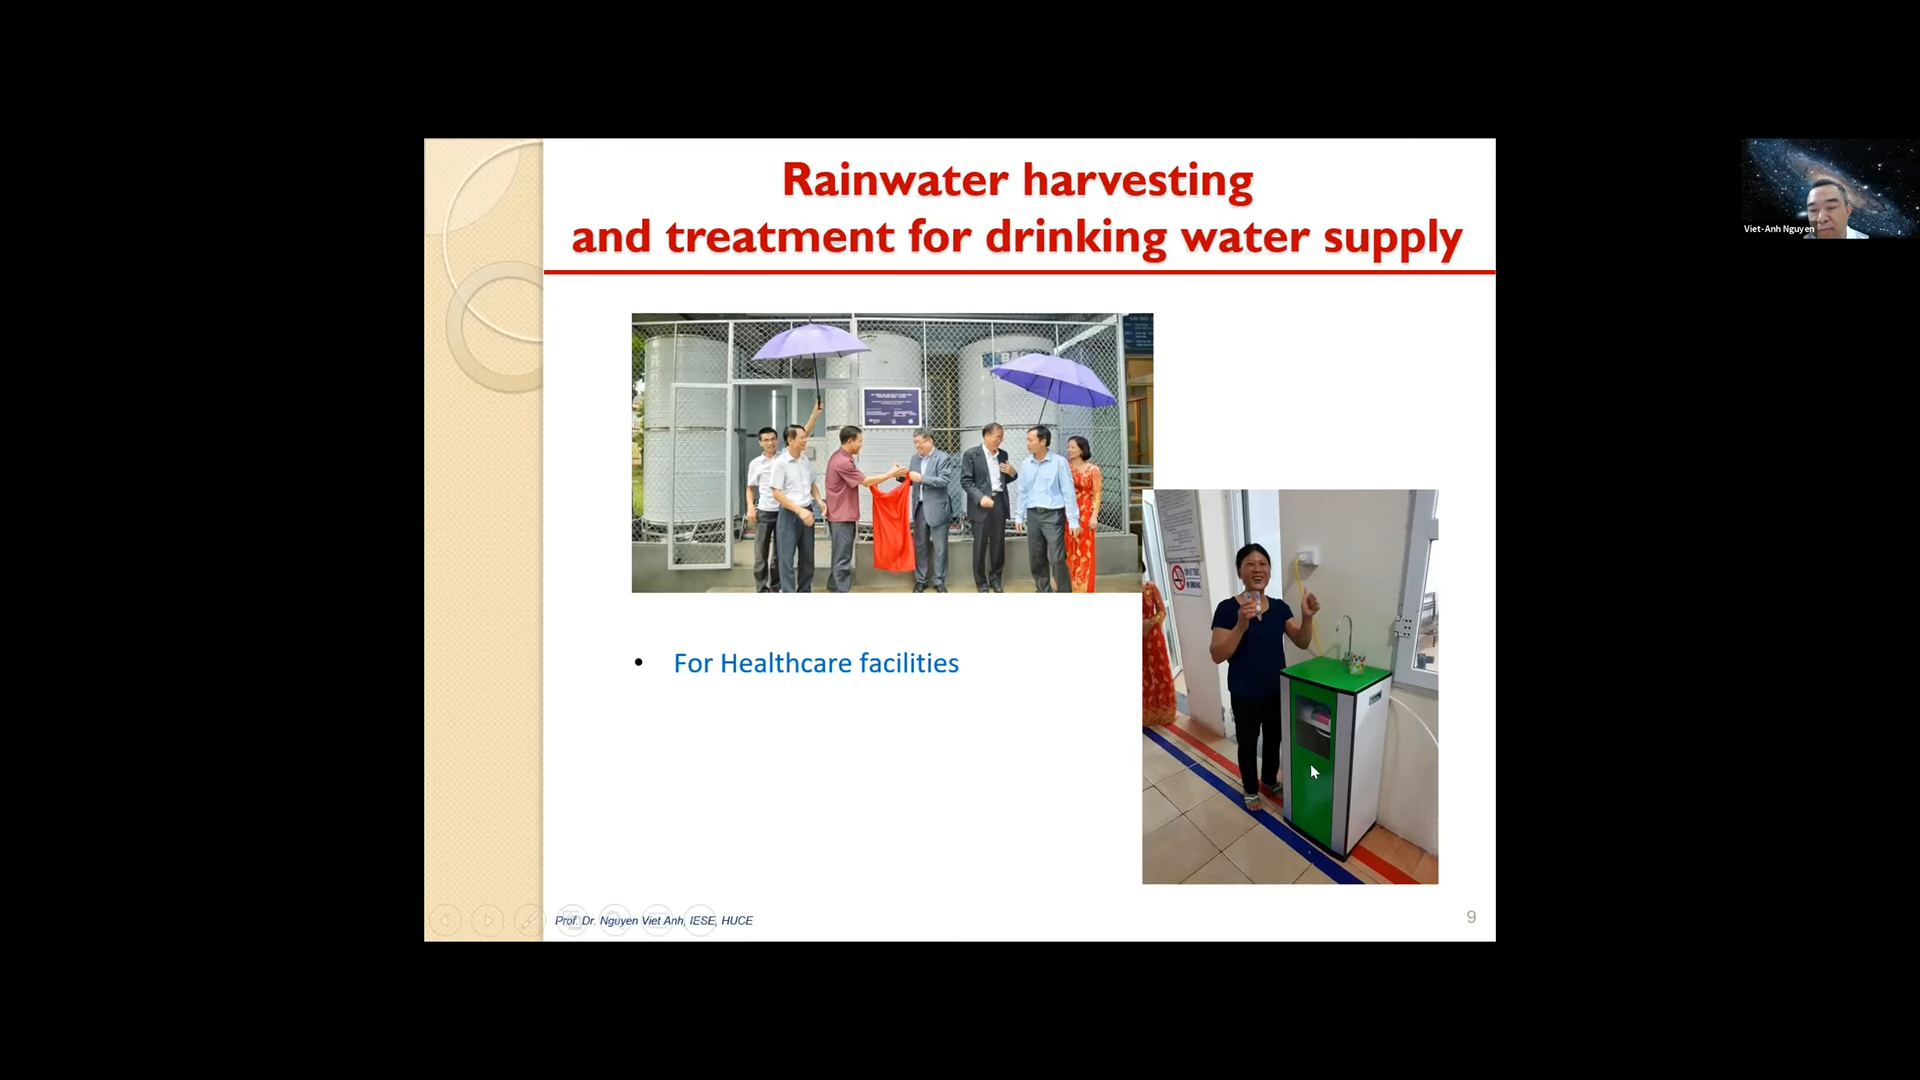 Rainwater harvesting
and treatment for drinking water supply
Viet-Anh Nguyen
• For Healthcare facilities
Prof. Dr. Nguyen Viet Anh, IESE, HUCE
9